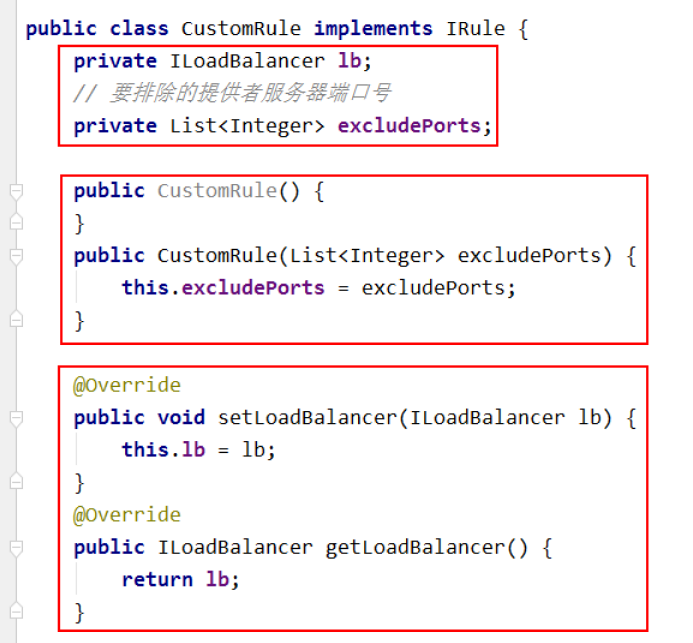 public class CustomRule implements IRule {
private ILoadBalancer lb;
// 要排除的提供者服务器端口号
private List<Integer> excludePorts;
public CustomRule() {
}
public CustomRule(List<Integer> excludePorts) {
this.excludePorts = excludePorts;
}
@Override
public void setLoadBalancer(ILoadBalancer lb) {
this.lb = lb;
}
@Override
public ILoadBalancer getLoadBalancer() {
return lb;
}